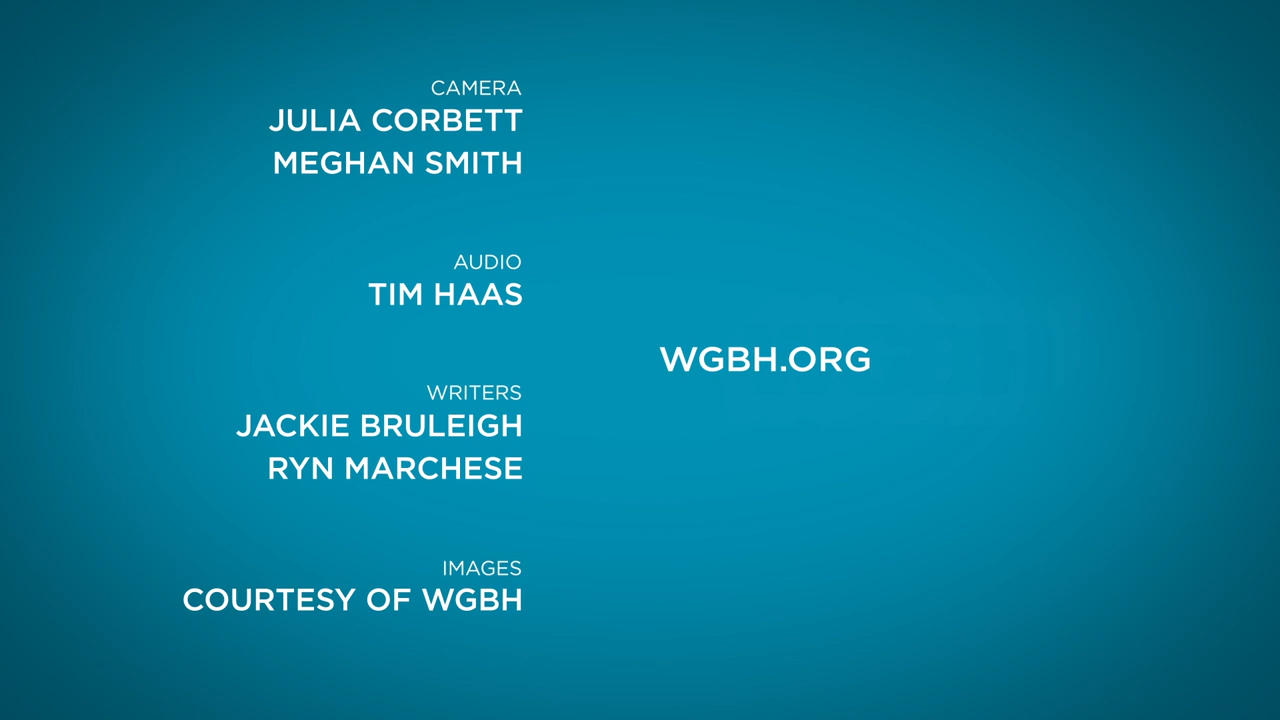 CAMERA
JULIA CORBETT
MEGHAN SMITH
AUDIO
TIM HAAS
WRITERS
JACKIE BRULEIGH
RYN MARCHESE
IMAGES
COURTESY OF WGBH
WGBH.ORG